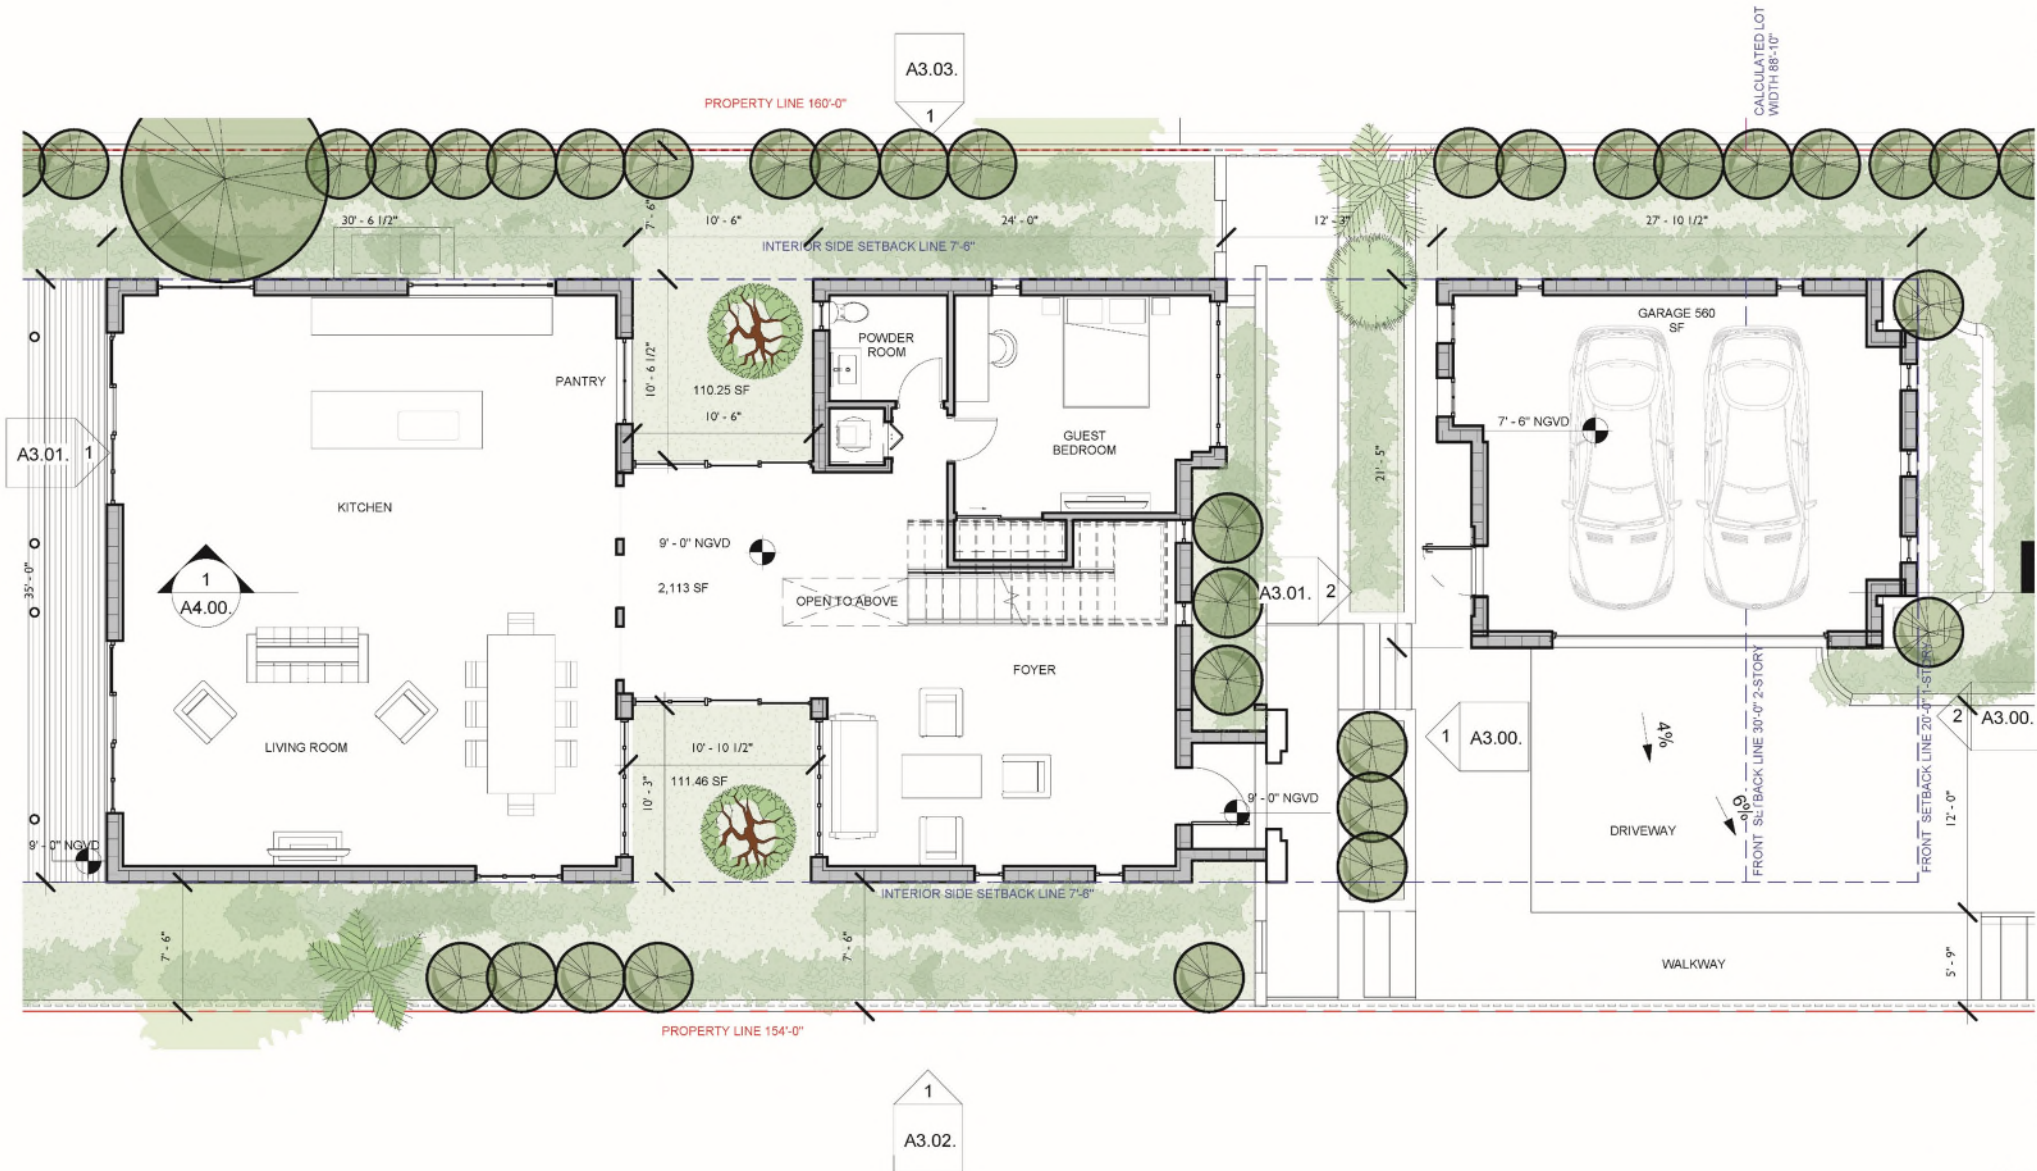 CALCULATED LOT
WIDTH 88'-10"
A3.03.
1
PROPERTY LINE 160'-0"
30' - 6 1/2"
7' - 6"
10' - 6"
24' - 0"
12' - 3"
27' - 10 1/2"
INTERIOR SIDE SETBACK LINE 7'-6"
GARAGE 560
SF
POWDER
ROOM
PANTRY
10' - 6 1/2"
110.25 SF
10' - 6"
7' - 6" NGVD
GUEST
BEDROOM
A3.01.
1
21' - 5"
KITCHEN
9' - 0" NGVD
35' - 0"
1
A4.00.
2,113 SF
OPEN TO ABOVE
A3.01.
2
FOYER
LIVING ROOM
10' - 10 1/2"
111.46 SF
10' - 3"
1
A3.00.
2
A3.00.
4%
6%
FRONT SETBACK LINE 30'-0" 2-STORY
FRONT SETBACK LINE 20'-0" 1-STORY
9' - 0" NGVD
12' - 0"
DRIVEWAY
9' - 0" NGVD
INTERIOR SIDE SETBACK LINE 7'-6"
7' - 6"
7' - 6"
WALKWAY
5' - 9"
PROPERTY LINE 154'-0"
1
A3.02.